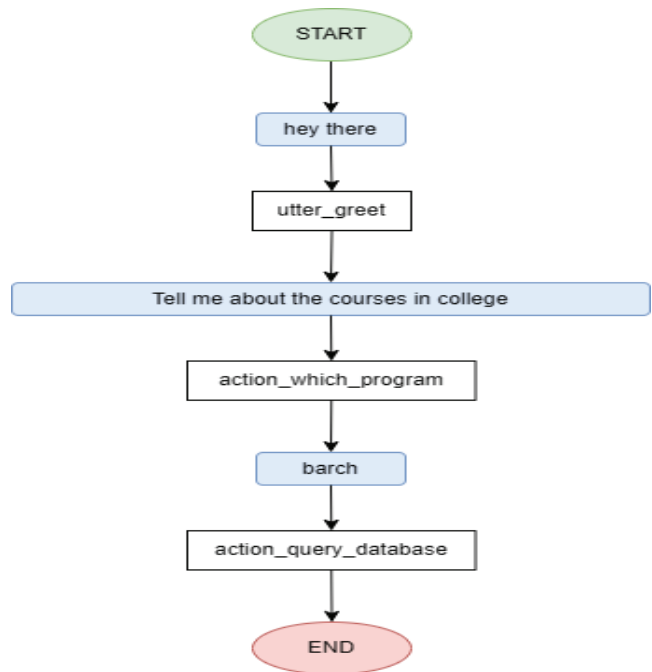 START
hey there
utter_greet
Tell me about the courses in college
action_which_program
barch
action_query_database
END